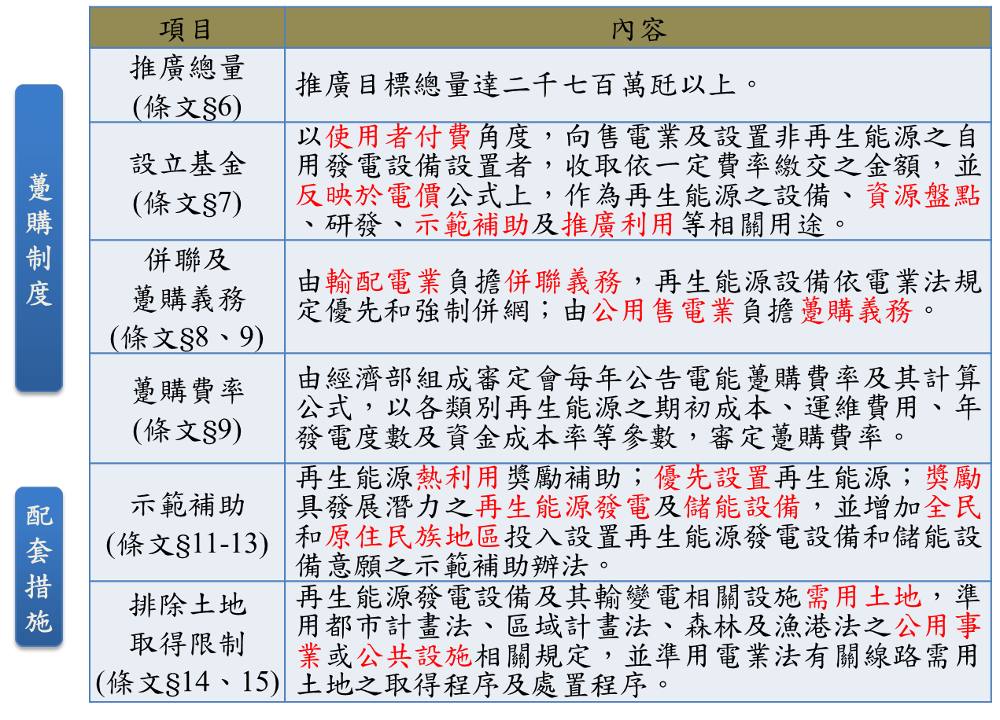 項目
內容
躉購制度
推廣總量
(條文§6)
推廣目標總量達二千七百萬瓩以上。
設立基金
(條文§7)
以使用者付費角度，向售電業及設置非再生能源之自
用發電設備設置者，收取依一定費率繳交之金額，並
反映於電價公式上，作為再生能源之設備、資源盤點
、研發、示範補助及推廣利用等相關用途。
併聯及
躉購義務
(條文§8、9)
由輸配電業負擔併聯義務，再生能源設備依電業法規
定優先和強制併網；由公用售電業負擔躉購義務。
躉購費率
(條文§9)
由經濟部組成審定會每年公告電能躉購費率及其計算
公式，以各類別再生能源之期初成本、運維費用、年
發電度數及資金成本率等參數，審定躉購費率。
配套措施
示範補助
(條文§11-13)
再生能源熱利用獎勵補助；優先設置再生能源；獎勵
具發展潛力之再生能源發電及儲能設備，並增加全民
和原住民族地區投入設置再生能源發電設備和儲能設
備意願之示範補助辦法。
排除土地
取得限制
(條文§14、15)
再生能源發電設備及其輸變電相關設施需用土地，準
用都市計畫法、區域計畫法、森林及漁港法之公用事
業或公共設施相關規定，並準用電業法有關線路需用
土地之取得程序及處置程序。